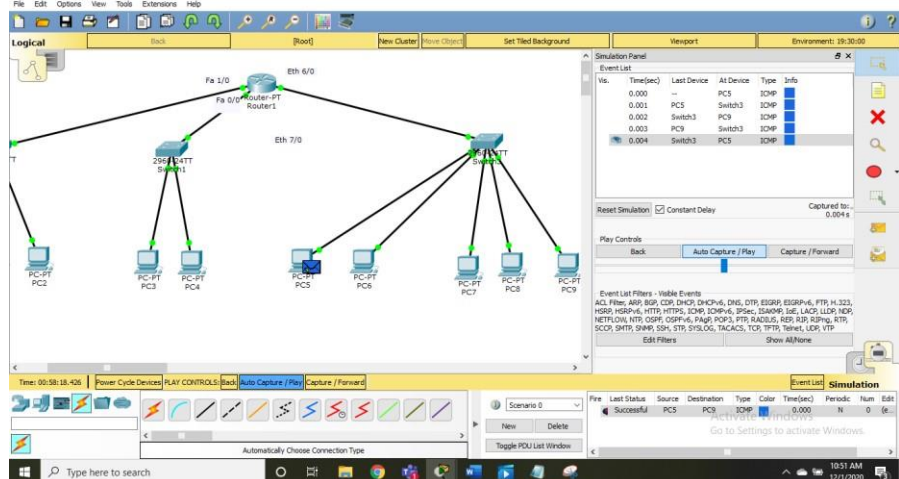 File Edit Options View Tools Extensions Help
Logical
Back
[Root]
New Cluster
Move Object
Set Tiled Background
Viewport
Environment: 19:30:00
Fa 1/0
Eth 6/0
Fa 0/0
Router-PT
Router1
Eth 7/0
2960-24TT
Switch1
PC-PT
PC2
PC-PT
PC3
PC-PT
PC4
PC-PT
PC5
PC-PT
PC6
PC-PT
PC7
PC-PT
PC8
PC-PT
PC9
Simulation Panel
Event List
Vis. Time(sec) Last Device At Device Type Info
0.000 -- PC5 ICMP
0.001 PC5 Switch3 ICMP
0.002 Switch3 PC9 ICMP
0.003 PC9 Switch3 ICMP
0.004 Switch3 PC5 ICMP
Reset Simulation Constant Delay
Captured to:
0.004 s
Play Controls
Back Auto Capture / Play Capture / Forward
Event List Filters - Visible Events
ACL Filter, ARP, BGP, CDP, DHCP, DHCPv6, DNS, DTP, EIGRP, EIGRPv6, FTP, H.323,
HSRP, HSRPv6, HTTP, HTTPS, ICMP, ICMPv6, IPSec, ISAKMP, IoE, LACP, LLDP, NDP,
NETFLOW, NTP, OSPF, OSPFv6, PAgP, POP3, PTP, RADIUS, REP, RIP, RIPng, RTP,
SCCP, SMTP, SNMP, SSH, STP, SYSLOG, TACACS, TCP, TFTP, Telnet, UDP, VTP
Edit Filters Show All/None
Time: 00:58:18.426 Power Cycle Devices PLAY CONTROLS: Back Auto Capture / Play Capture / Forward
Event List Simulation
Scenario 0
New Delete
Toggle PDU List Window
Automatically Choose Connection Type
Fire Last Status Source Destination Type Color Time(sec) Periodic Num Edit
Successful PC5 PC9 ICMP 0.000 N 0 (e...
Activate Windows
Go to Settings to activate Windows.
Type here to search
10:51 AM
12/1/2020